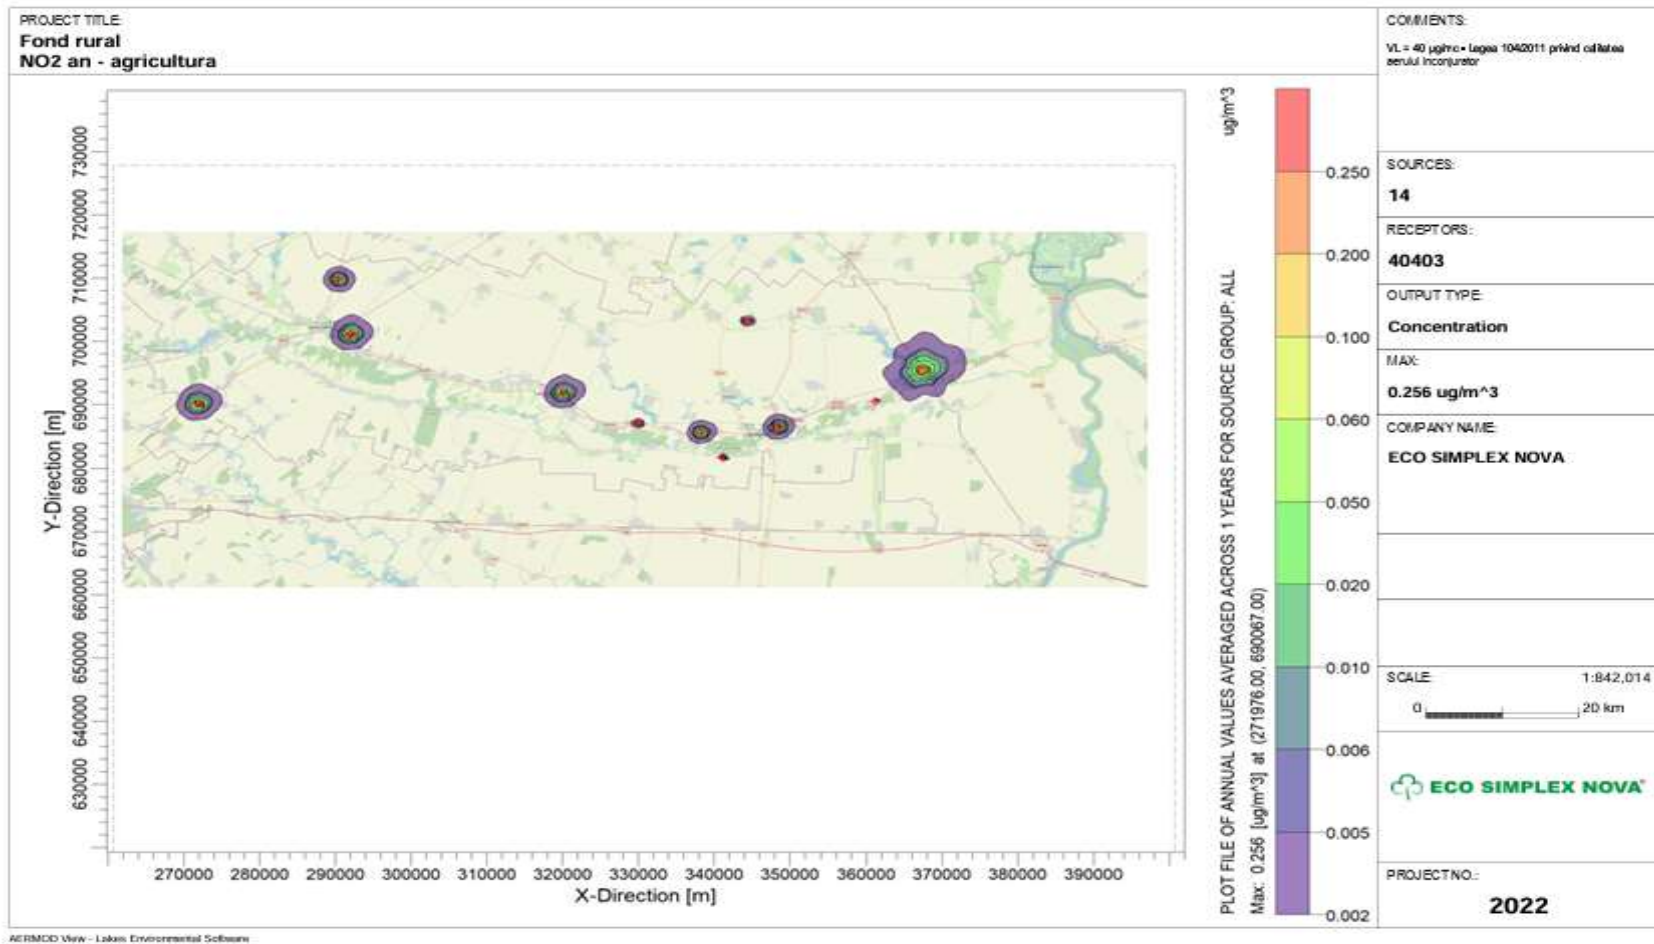 PROJECT TITLE:
Fond rural
NO2 an - agricultura
COMMENTS:
VL = 40 µg/mc - Legea 104/2011 privind calitatea
aerului inconjurator
SOURCES:
14
RECEPTORS:
40403
OUTPUT TYPE:
Concentration
MAX:
0.256 ug/m^3
COMPANY NAME:
ECO SIMPLEX NOVA
SCALE:
1:842,014
0
20 km
ECO SIMPLEX NOVA
PROJECT NO.:
2022
Y-Direction [m]
730000
720000
710000
700000
690000
680000
670000
660000
650000
640000
630000
270000 280000 290000 300000 310000 320000 330000 340000 350000 360000 370000 380000 390000
X-Direction [m]
PLOT FILE OF ANNUAL VALUES AVERAGED ACROSS 1 YEARS FOR SOURCE GROUP: ALL
ug/m^3
Max: 0.256 [ug/m^3] at (271976.00, 690067.00)
0.250
0.200
0.100
0.060
0.050
0.020
0.010
0.006
0.005
0.002
AERMOD View - Lakes Environmental Software